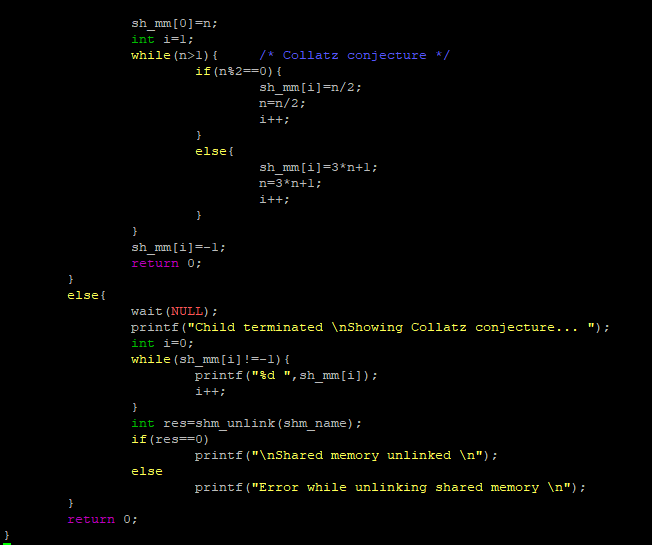 sh_mm[0]=n;
int i=1;
while(n>1){     /* Collatz conjecture */
if(n%2==0){
sh_mm[i]=n/2;
n=n/2;
i++;
}
else{
sh_mm[i]=3*n+1;
n=3*n+1;
i++;
}
}
sh_mm[i]=-1;
return 0;
}
else{
wait(NULL);
printf("Child terminated \nShowing Collatz conjecture... ");
int i=0;
while(sh_mm[i]!=-1){
printf("%d ",sh_mm[i]);
i++;
}
int res=shm_unlink(shm_name);
if(res==0)
printf("\nShared memory unlinked \n");
else
printf("Error while unlinking shared memory \n");
}
return 0;
}